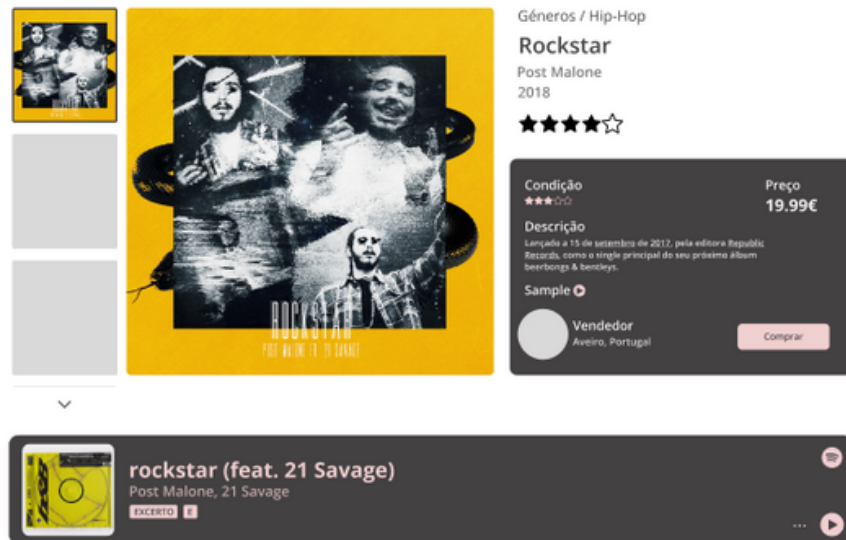 Géneros / Hip-Hop
Rockstar
Post Malone
2018
Condição
Preço
19.99€
Descrição
Lançado a 15 de setembro de 2017, pela editora Republic
Records, como o single principal do seu próximo álbum
beerbongs & bentleys.
Sample
Vendedor
Aveiro, Portugal
Comprar
ROCKSTAR
POST MALONE FT. 21 SAVAGE
rockstar (feat. 21 Savage)
Post Malone, 21 Savage
EXCERTO E
...